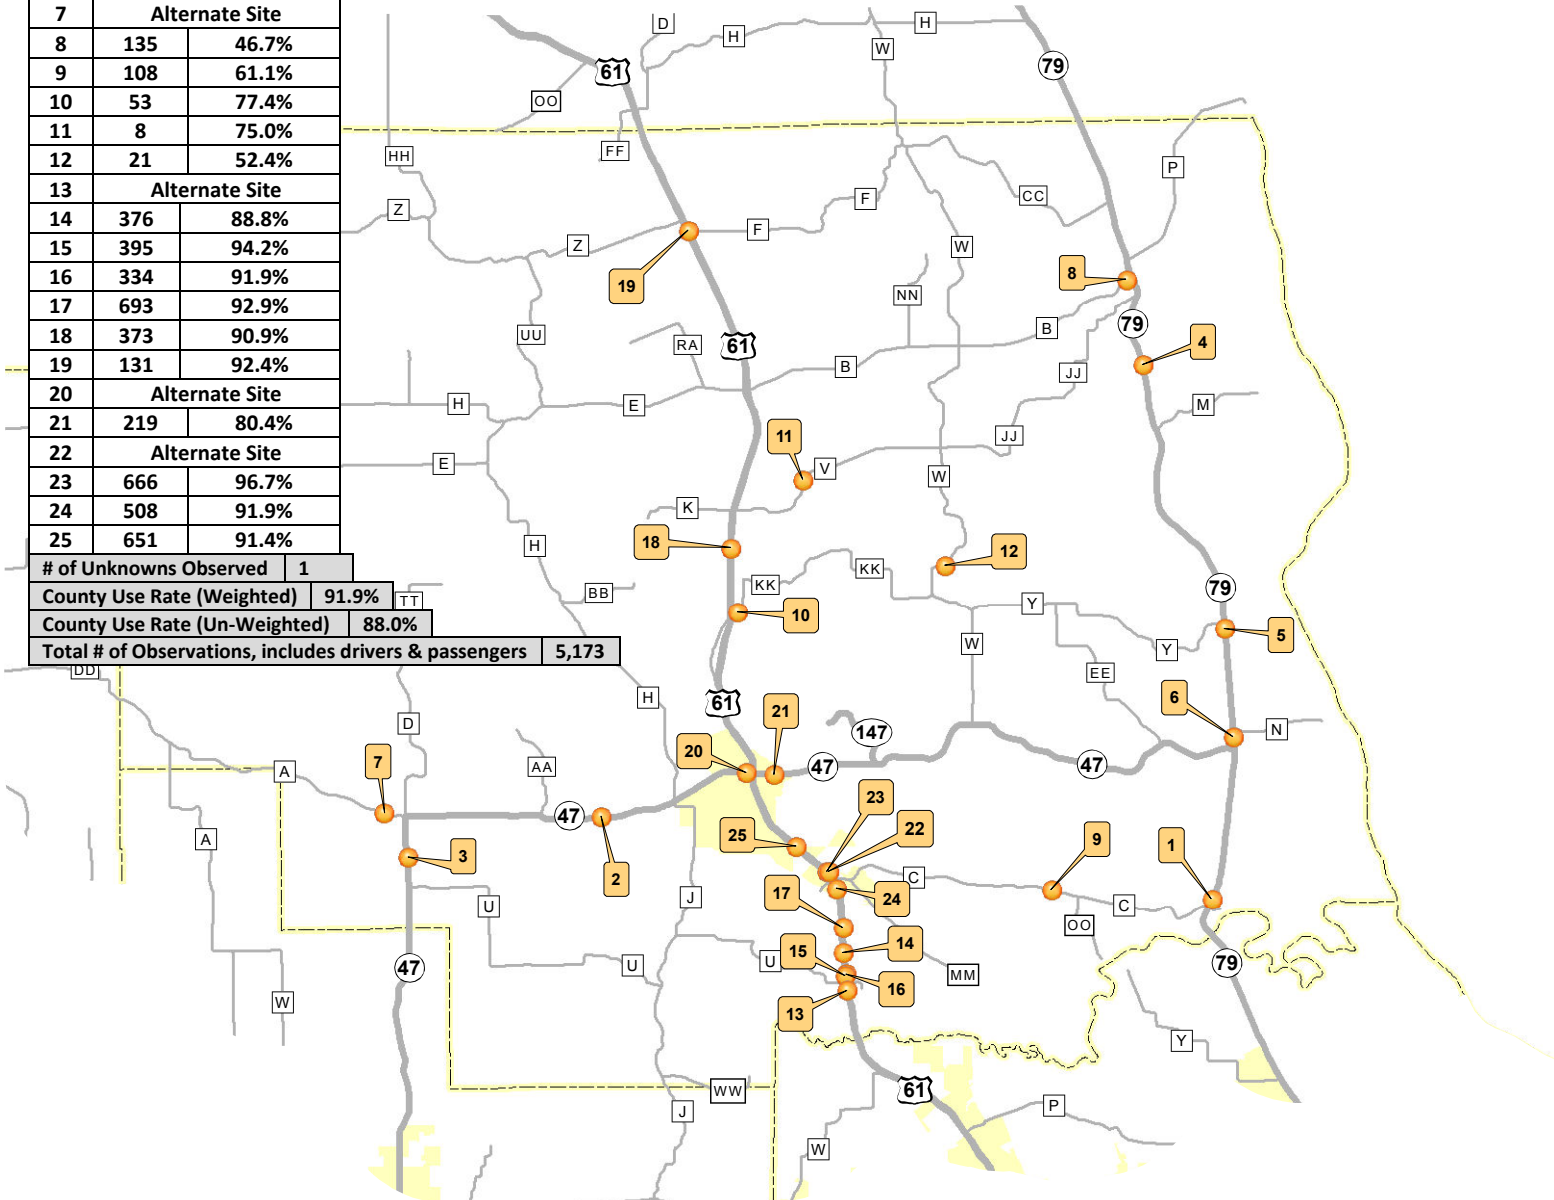 7 Alternate Site
8 135 46.7%
9 108 61.1%
10 53 77.4%
11 8 75.0%
12 21 52.4%
13 Alternate Site
14 376 88.8%
15 395 94.2%
16 334 91.9%
17 693 92.9%
18 373 90.9%
19 131 92.4%
20 Alternate Site
21 219 80.4%
22 Alternate Site
23 666 96.7%
24 508 91.9%
25 651 91.4%
# of Unknowns Observed 1
County Use Rate (Weighted) 91.9%
County Use Rate (Un-Weighted) 88.0%
Total # of Observations, includes drivers & passengers 5,173
D
H
H
W
61
79
OO
HH
FF
P
Z
F
CC
Z
F
W
19
8
NN
UU
RA
61
B
79
4
B
JJ
H
E
M
11
JJ
E
V
W
K
18
H
12
KK
KK
BB
TT
79
10
Y
5
W
Y
DD
EE
H
61
21
6
D
147
N
20
7
A
AA
47
47
23
47
22
25
A
3
9
1
2
C
17
J
24
C
U
OO
15
14
U
U
47
79
MM
16
W
13
Y
WW
61
J
P
W